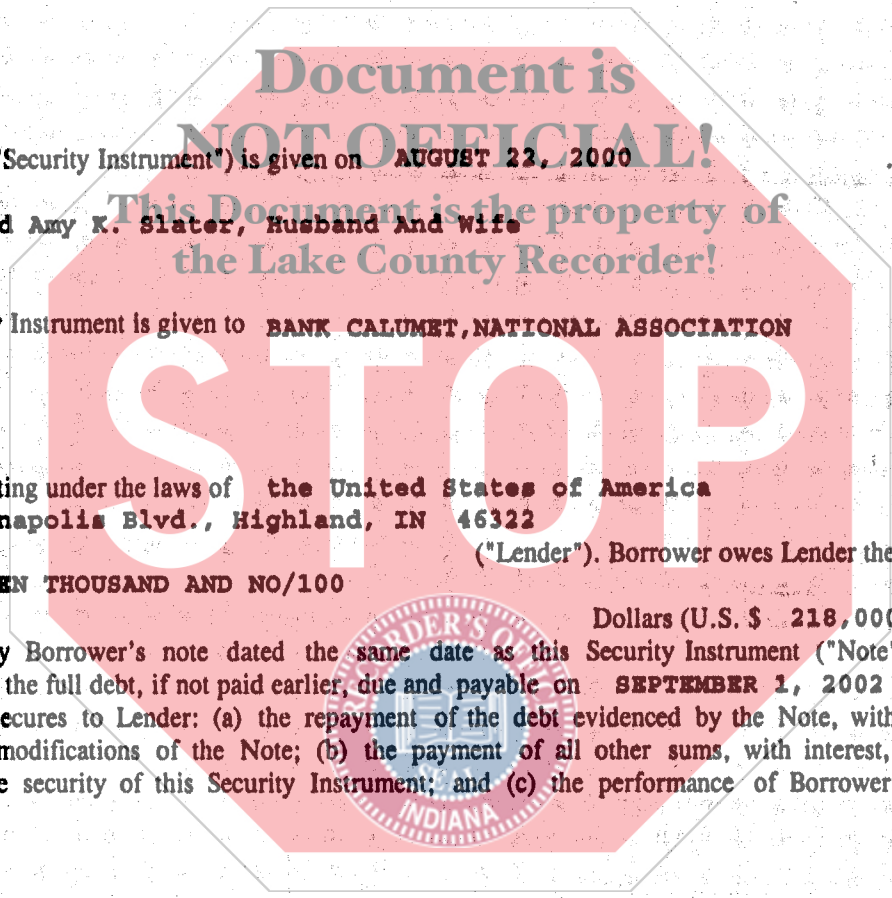 Document is
NOT OFFICIAL!
"Security Instrument") is given on AUGUST 22, 2000
This Document is the property of
d Amy K. Slater, Husband And Wife
the Lake County Recorder!
Instrument is given to BANK CALUMET,NATIONAL ASSOCIATION
STOP
ting under the laws of the United States of America
napolis Blvd., Highland, IN 46322
("Lender"). Borrower owes Lender the
EN THOUSAND AND NO/100
Dollars (U.S. $ 218,000
y Borrower's note dated the same date as this Security Instrument ("Note"
the full debt, if not paid earlier, due and payable on SEPTEMBER 1, 2002
ecures to Lender: (a) the repayment of the debt evidenced by the Note, with
modifications of the Note; (b) the payment of all other sums, with interest,
e security of this Security Instrument; and (c) the performance of Borrower
RECORDER'S OF
SEAL
INDIANA